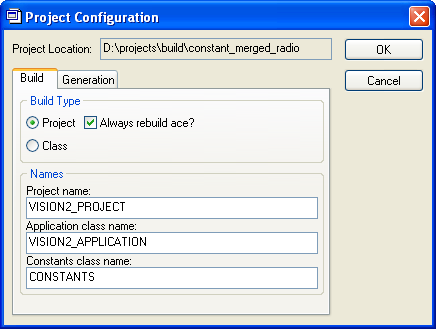 Project Configuration
Project Location: D:\projects\build\constant_merged_radio
OK
Cancel
Build Generation
Build Type
Project Always rebuild ace?
Class
Names
Project name:
VISION2_PROJECT
Application class name:
VISION2_APPLICATION
Constants class name:
CONSTANTS